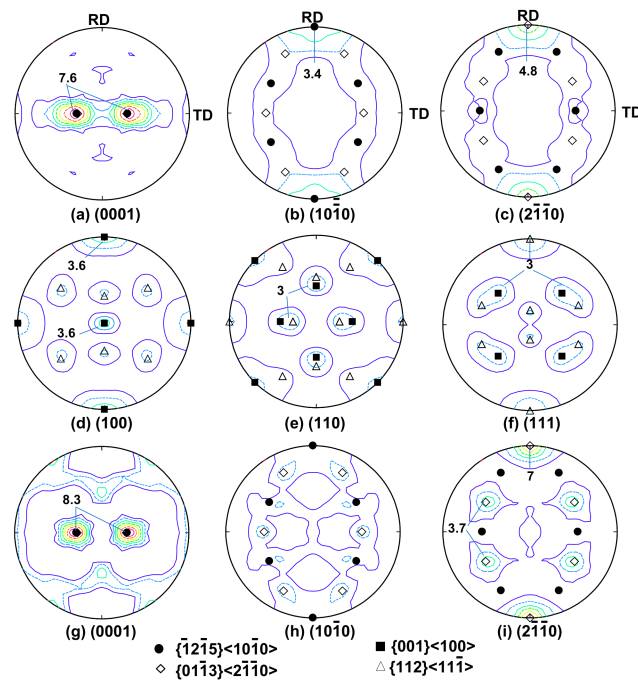 RD RD RD
7.6 3.4 4.8
TD TD TD
(a) (0001) (b) (101̄0) (c) (21̄1̄0)
3.6 3.6 3 3
(d) (100) (e) (110) (f) (111)
8.3 7 3.7
(g) (0001) (h) (101̄0) (i) (21̄1̄0)
{1̄21̄5}<101̄0> {001}<100>
{011̄3}<21̄1̄0> {112}<111̄>